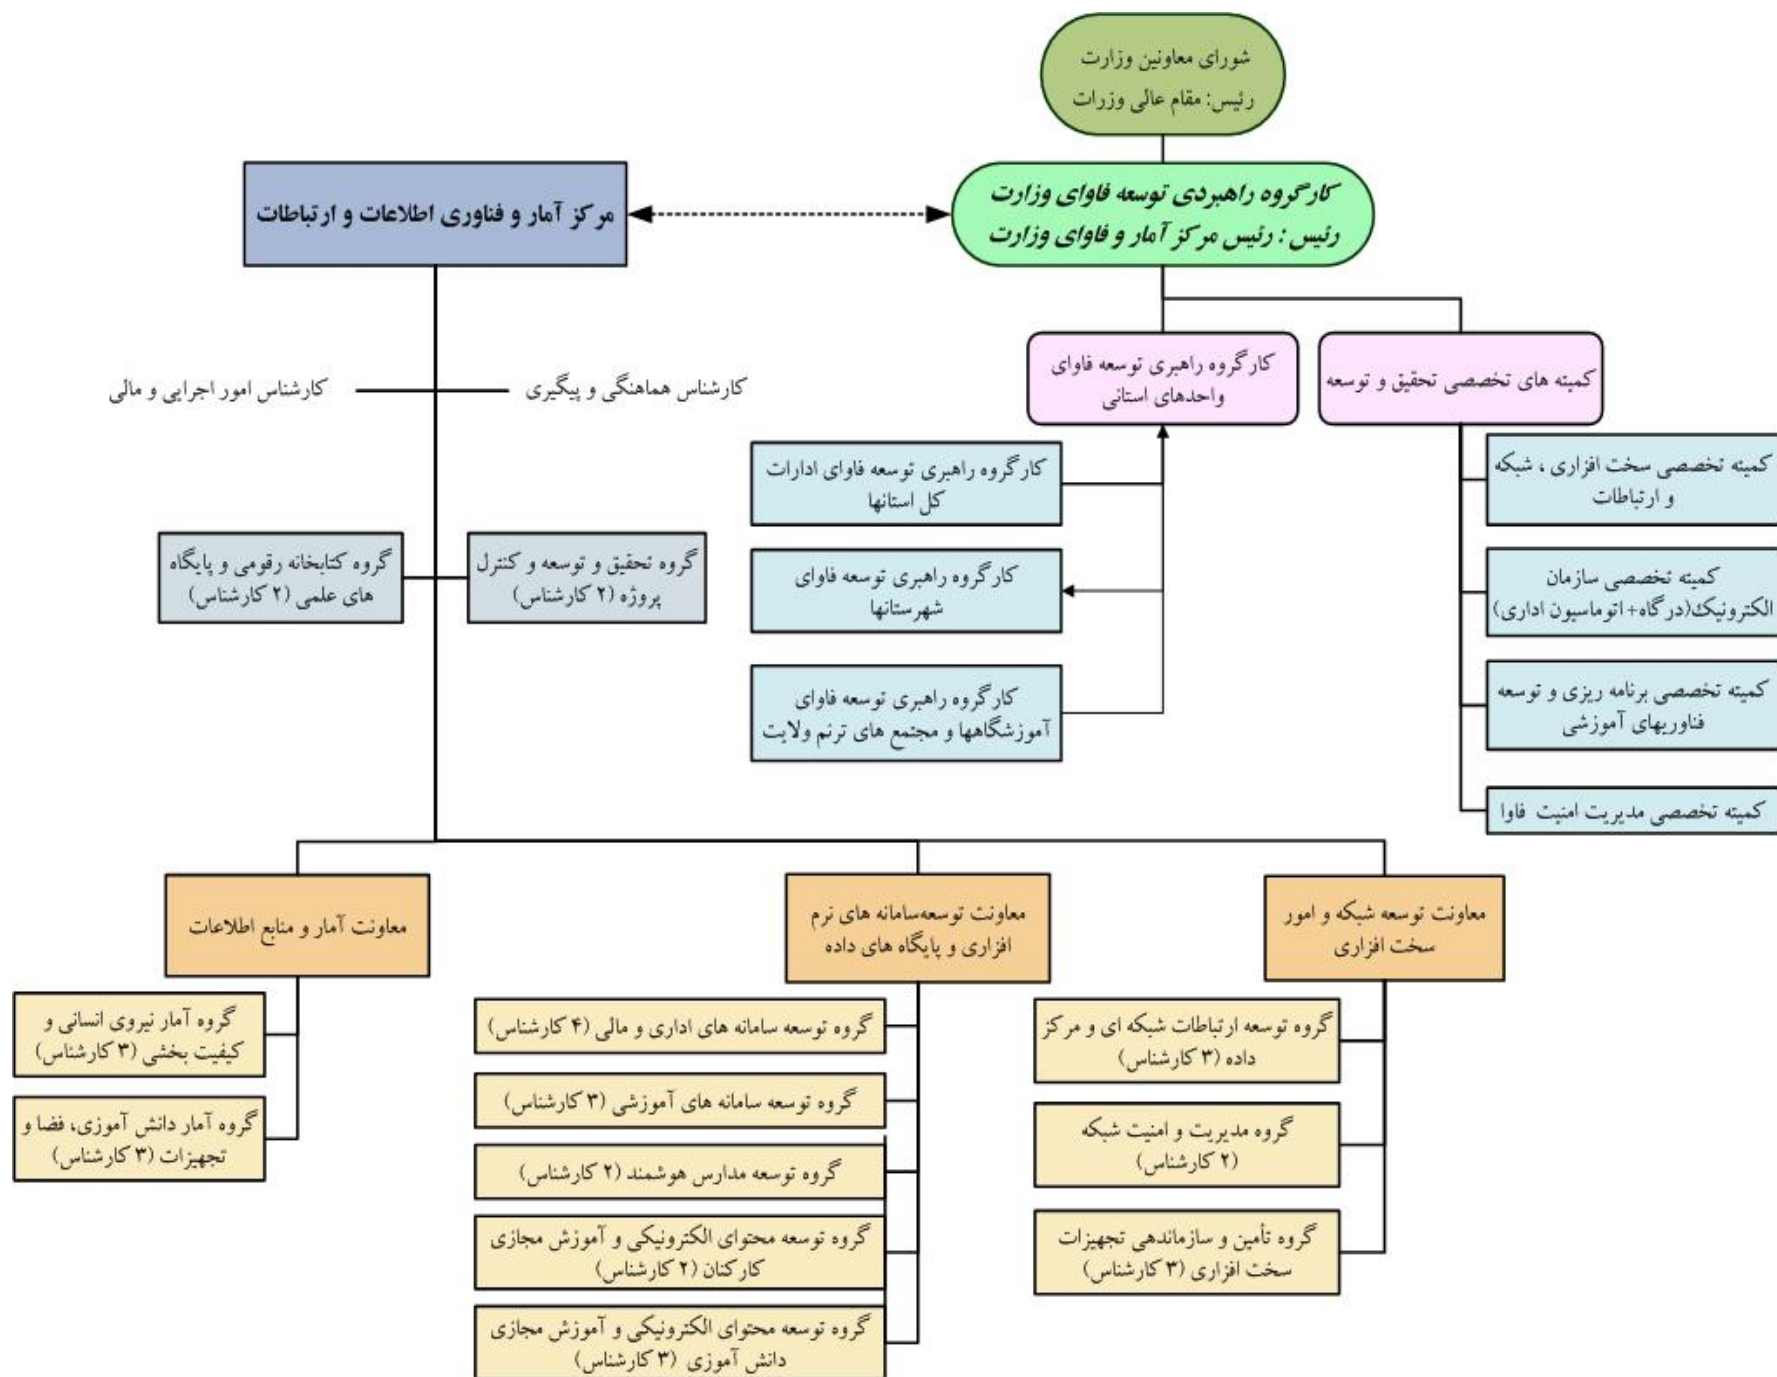 شورای معاونین وزارت
رئیس: مقام عالی وزرات
کارگروه راهبردی توسعه فاوای وزارت
رئیس : رئیس مرکز آمار و فاوای وزارت
مرکز آمار و فناوری اطلاعات و ارتباطات
کارگروه راهبری توسعه فاوای
واحدهای استانی
کمیته های تخصصی تحقیق و توسعه
کارشناس هماهنگی و پیگیری
کارشناس امور اجرایی و مالی
کمیته تخصصی سخت افزاری ، شبکه
و ارتباطات
کمیته تخصصی سازمان
الکترونیک(درگاه+ اتوماسیون اداری)
کمیته تخصصی برنامه ریزی و توسعه
فناوریهای آموزشی
کمیته تخصصی مدیریت امنیت فاوا
کارگروه راهبری توسعه فاوای ادارات
کل استانها
کارگروه راهبری توسعه فاوای
شهرستانها
کارگروه راهبری توسعه فاوای
آموزشگاهها و مجتمع های ترنم ولایت
گروه تحقیق و توسعه و کنترل
پروژه (۲ کارشناس)
گروه کتابخانه رقومی و پایگاه
های علمی (۲ کارشناس)
معاونت توسعه شبکه و امور
سخت افزاری
گروه توسعه ارتباطات شبکه ای و مرکز
داده (۳ کارشناس)
گروه مدیریت و امنیت شبکه
(۲ کارشناس)
گروه تأمین و سازماندهی تجهیزات
سخت افزاری (۳ کارشناس)
معاونت توسعه‌سامانه های نرم
افزاری و پایگاه های داده
گروه توسعه سامانه های اداری و مالی (۴ کارشناس)
گروه توسعه سامانه های آموزشی (۳ کارشناس)
گروه توسعه مدارس هوشمند (۲ کارشناس)
گروه توسعه محتوای الکترونیکی و آموزش مجازی
کارکنان (۲ کارشناس)
گروه توسعه محتوای الکترونیکی و آموزش مجازی
دانش آموزی (۳ کارشناس)
معاونت آمار و منابع اطلاعات
گروه آمار نیروی انسانی و
کیفیت بخشی (۳ کارشناس)
گروه آمار دانش آموزی، فضا و
تجهیزات (۳ کارشناس)